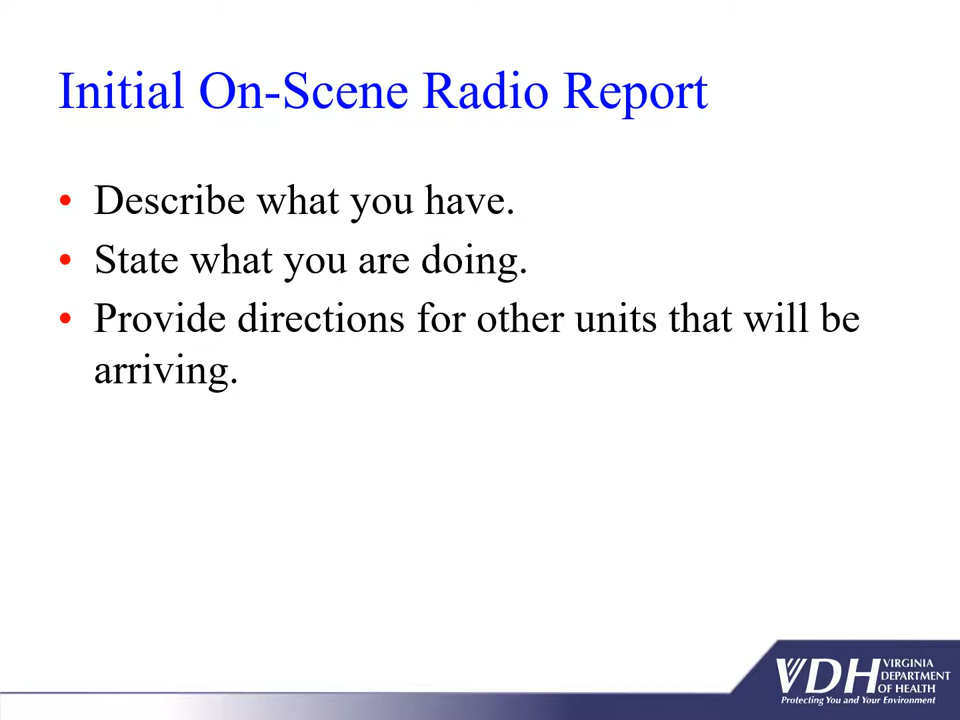 Initial On-Scene Radio Report
• Describe what you have.
• State what you are doing.
• Provide directions for other units that will be
arriving.
VDH VIRGINIA
DEPARTMENT
OF HEALTH
Protecting You and Your Environment